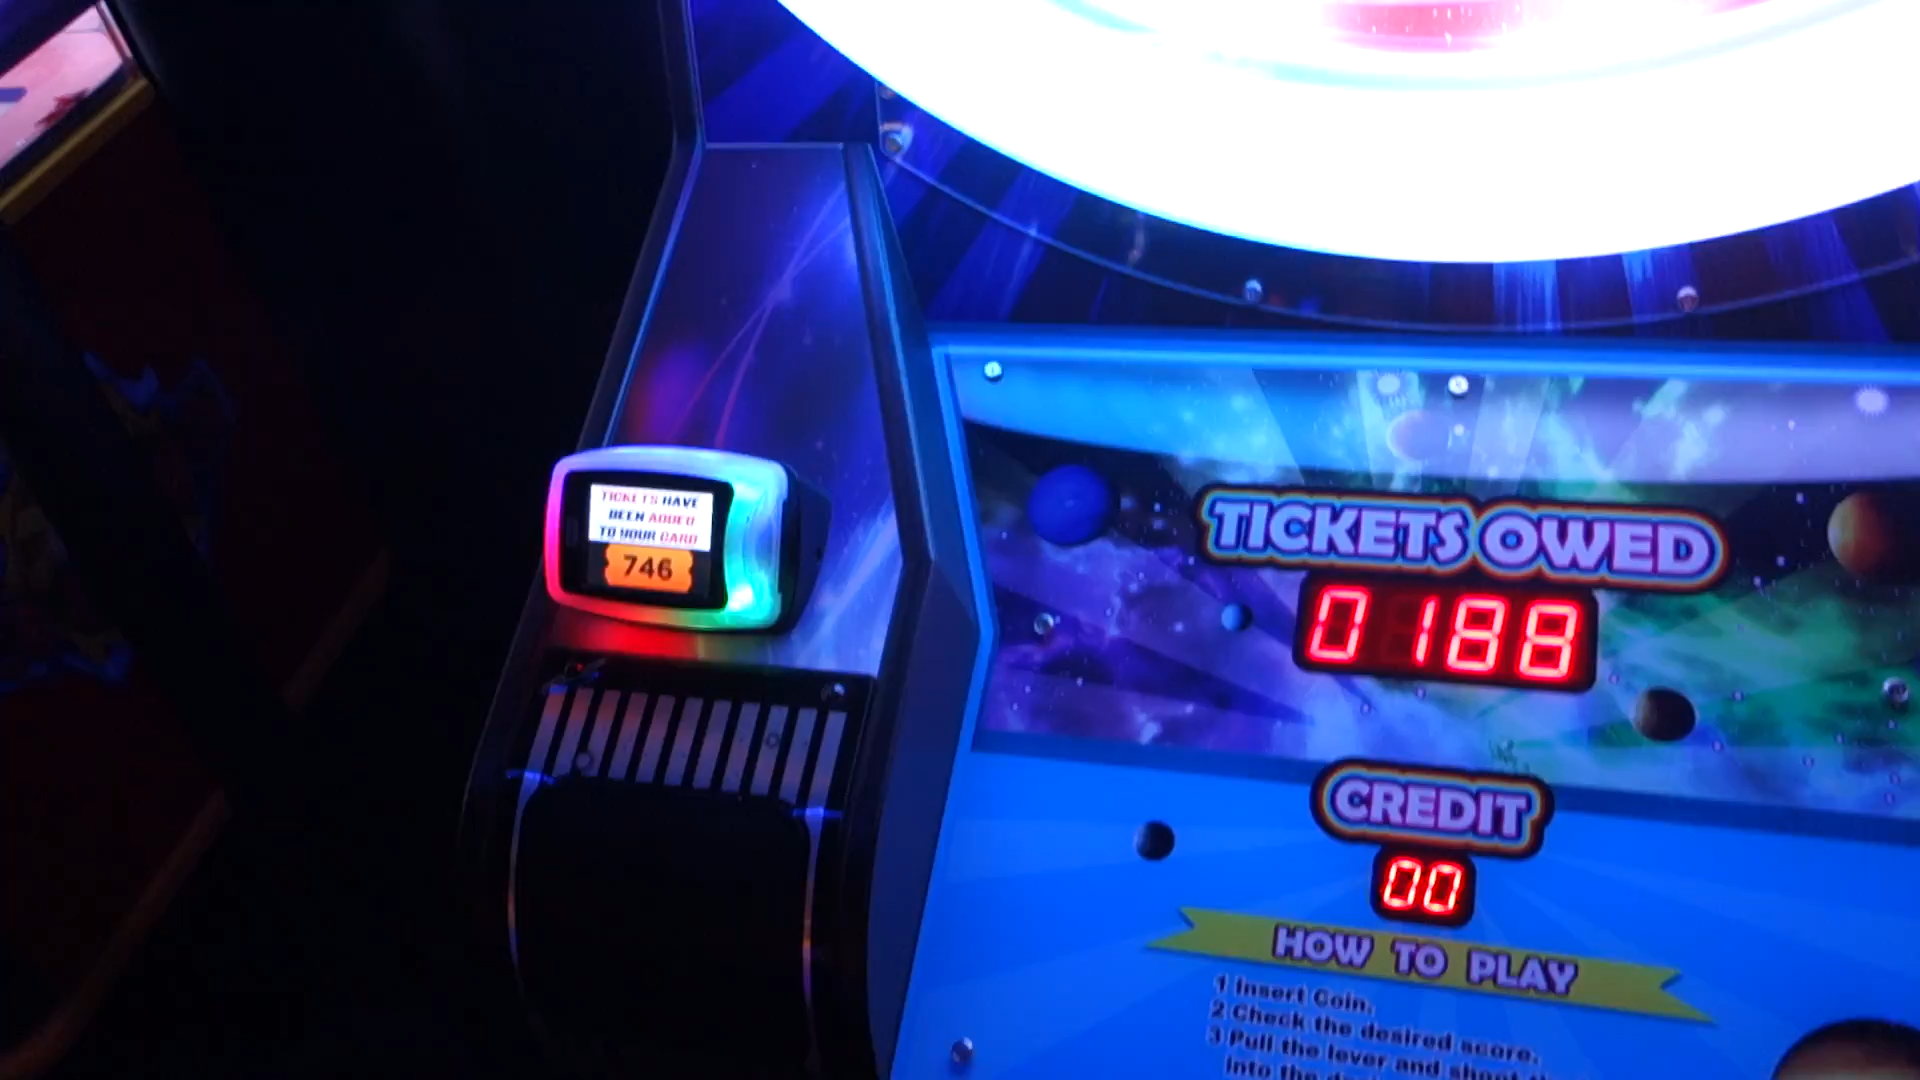 TICKETS HAVE
BEEN ADDED
TO YOUR CARD
746
TICKETS OWED
0188
CREDIT
00
HOW TO PLAY
1 Insert Coin.
2 Check the desired score.
3 Pull the lever and shoot
into the